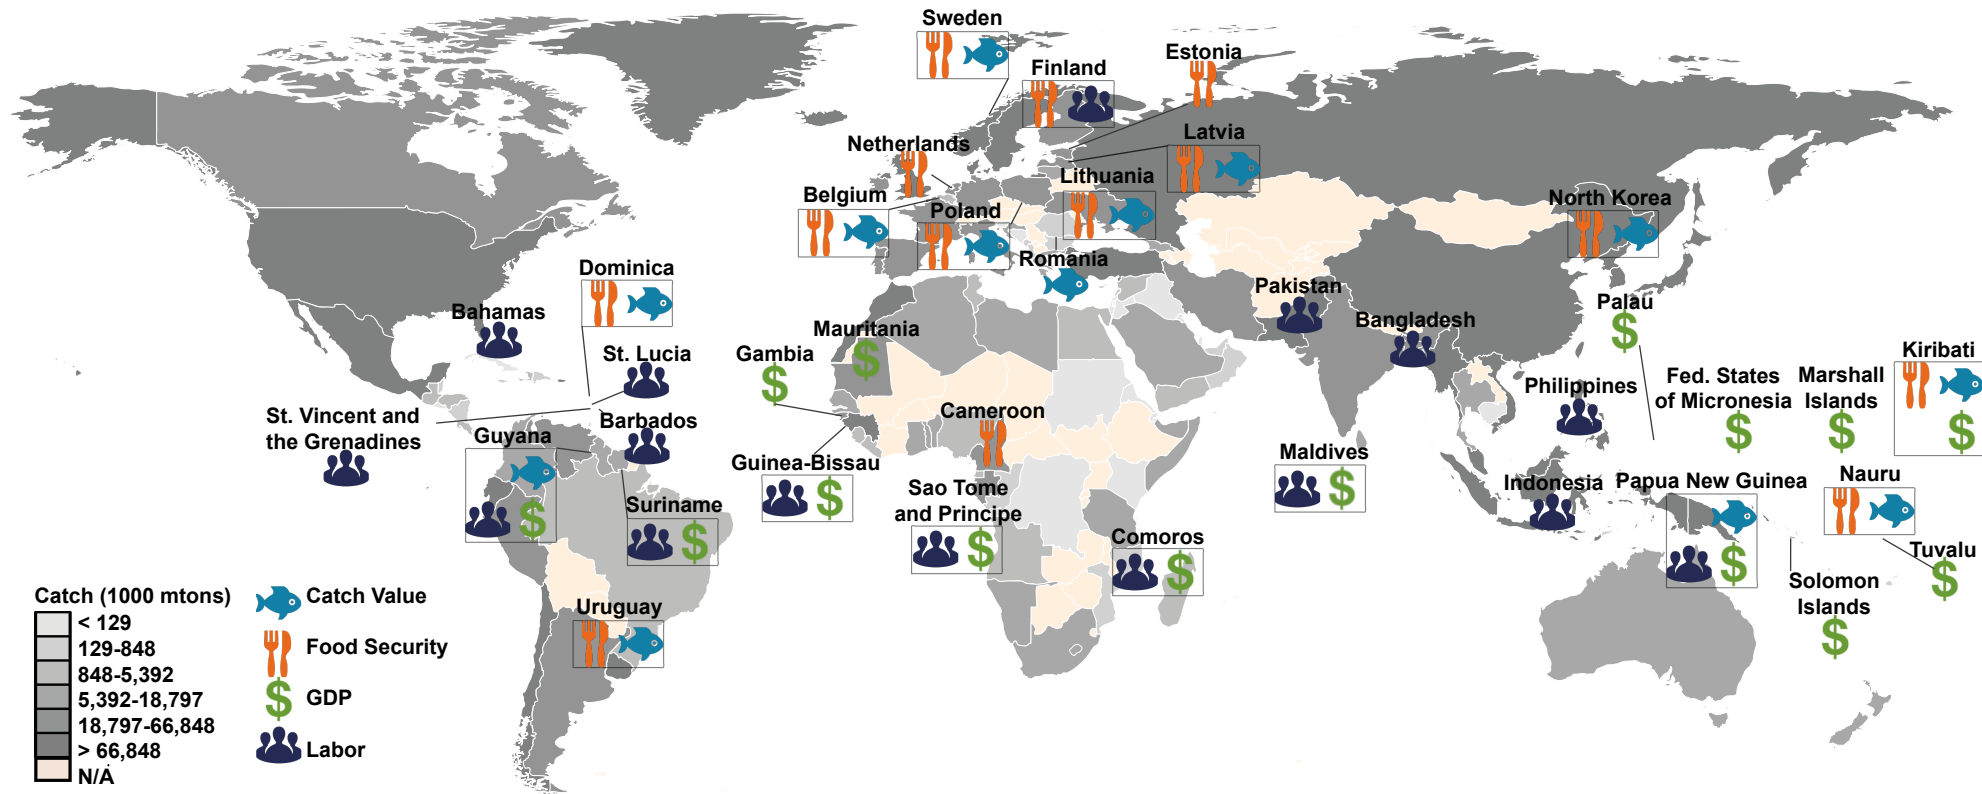 Sweden
Estonia
Finland
Netherlands
Latvia
Lithuania
Belgium
Poland
North Korea
Romania
Dominica
Pakistan
Palau
Bahamas
Mauritania
Bangladesh
St. Lucia
Gambia
Kiribati
Philippines
Fed. States
of Micronesia
Marshall
Islands
St. Vincent and
the Grenadines
Barbados
Cameroon
Guyana
Maldives
Guinea-Bissau
Nauru
Indonesia
Papua New Guinea
Sao Tome
and Principe
Suriname
Comoros
Tuvalu
Solomon
Islands
Uruguay
Catch (1000 mtons)
< 129
129-848
848-5,392
5,392-18,797
18,797-66,848
> 66,848
N/A
Catch Value
Food Security
$ GDP
Labor